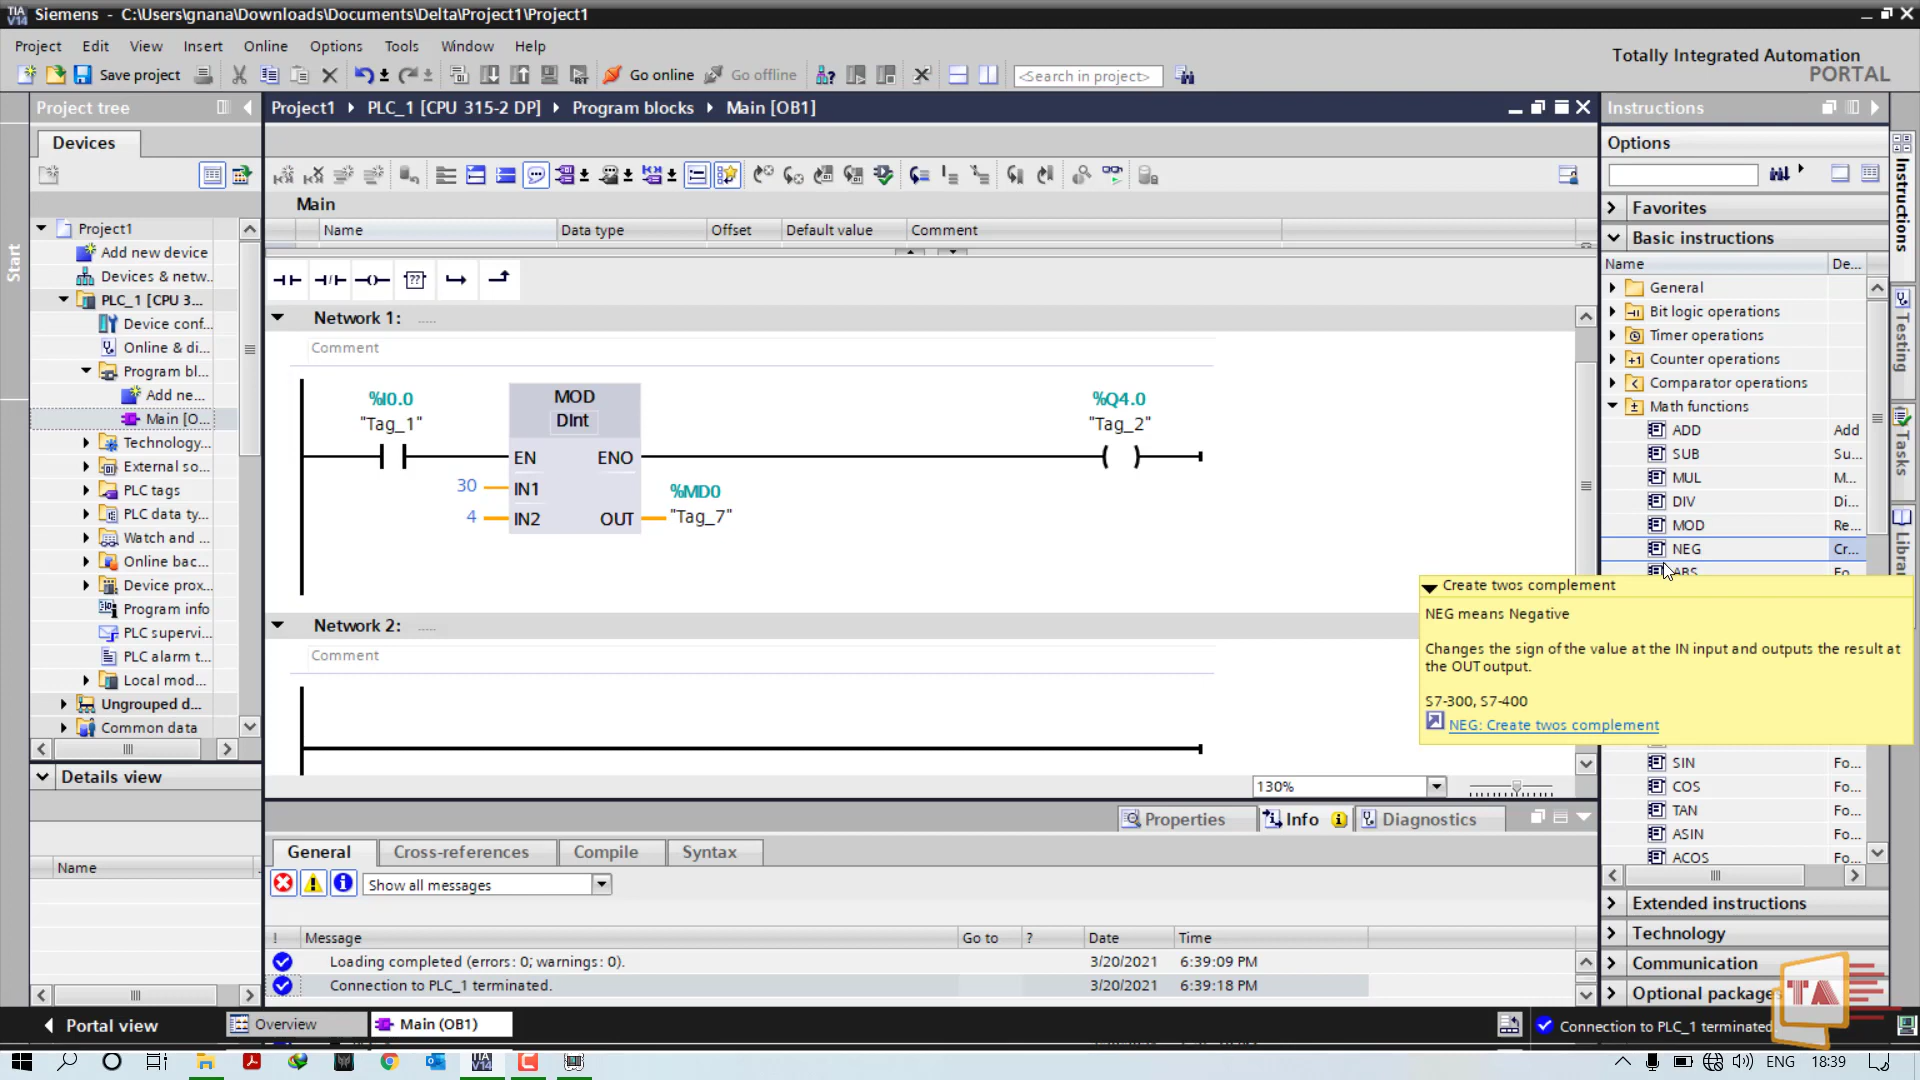 TIA V14 Siemens - C:\Users\gnana\Downloads\Documents\Delta\Project1\Project1
Project Edit View Insert Online Options Tools Window Help
Totally Integrated Automation
PORTAL
Save project
Go online
Go offline
<Search in project>
Project tree
Project1 PLC_1 [CPU 315-2 DP] Program blocks Main [OB1]
Instructions
Devices
Options
Start
Main
Name Data type Offset Default value Comment
Project1
Add new device
Devices & netw..
PLC_1 [CPU 3...
Device conf..
Online & di...
Program bl...
Add ne...
Main [O...
Technology..
External so...
PLC tags
PLC data ty...
Watch and ...
Online bac...
Device prox..
Program info
PLC supervi..
PLC alarm t...
Local mod...
Ungrouped d...
Common data
Details view
Name
Network 1: .....
Comment
%I0.0
"Tag_1"
MOD
DInt
EN ENO
30 IN1
4 IN2 OUT
%MD0
"Tag_7"
%Q4.0
"Tag_2"
Network 2: .....
Comment
130%
Favorites
Basic instructions
Name De...
General
Bit logic operations
Timer operations
Counter operations
Comparator operations
Math functions
ADD Add
SUB Su...
MUL M...
DIV Di...
MOD Re...
NEG Cr...
ABS Fo...
Create twos complement
NEG means Negative
Changes the sign of the value at the IN input and outputs the result at
the OUT output.
S7-300, S7-400
NEG: Create twos complement
SIN Fo...
COS Fo...
TAN Fo...
ASIN Fo...
ACOS Fo...
Extended instructions
Technology
Communication
Optional packages
Instructions
Testing
Tasks
Properties Info Diagnostics
General Cross-references Compile Syntax
Show all messages
! Message Go to ? Date Time
Loading completed (errors: 0; warnings: 0). 3/20/2021 6:39:09 PM
Connection to PLC_1 terminated. 3/20/2021 6:39:18 PM
TA
Portal view Overview Main (OB1)
Connection to PLC_1 terminated
ENG 18:39